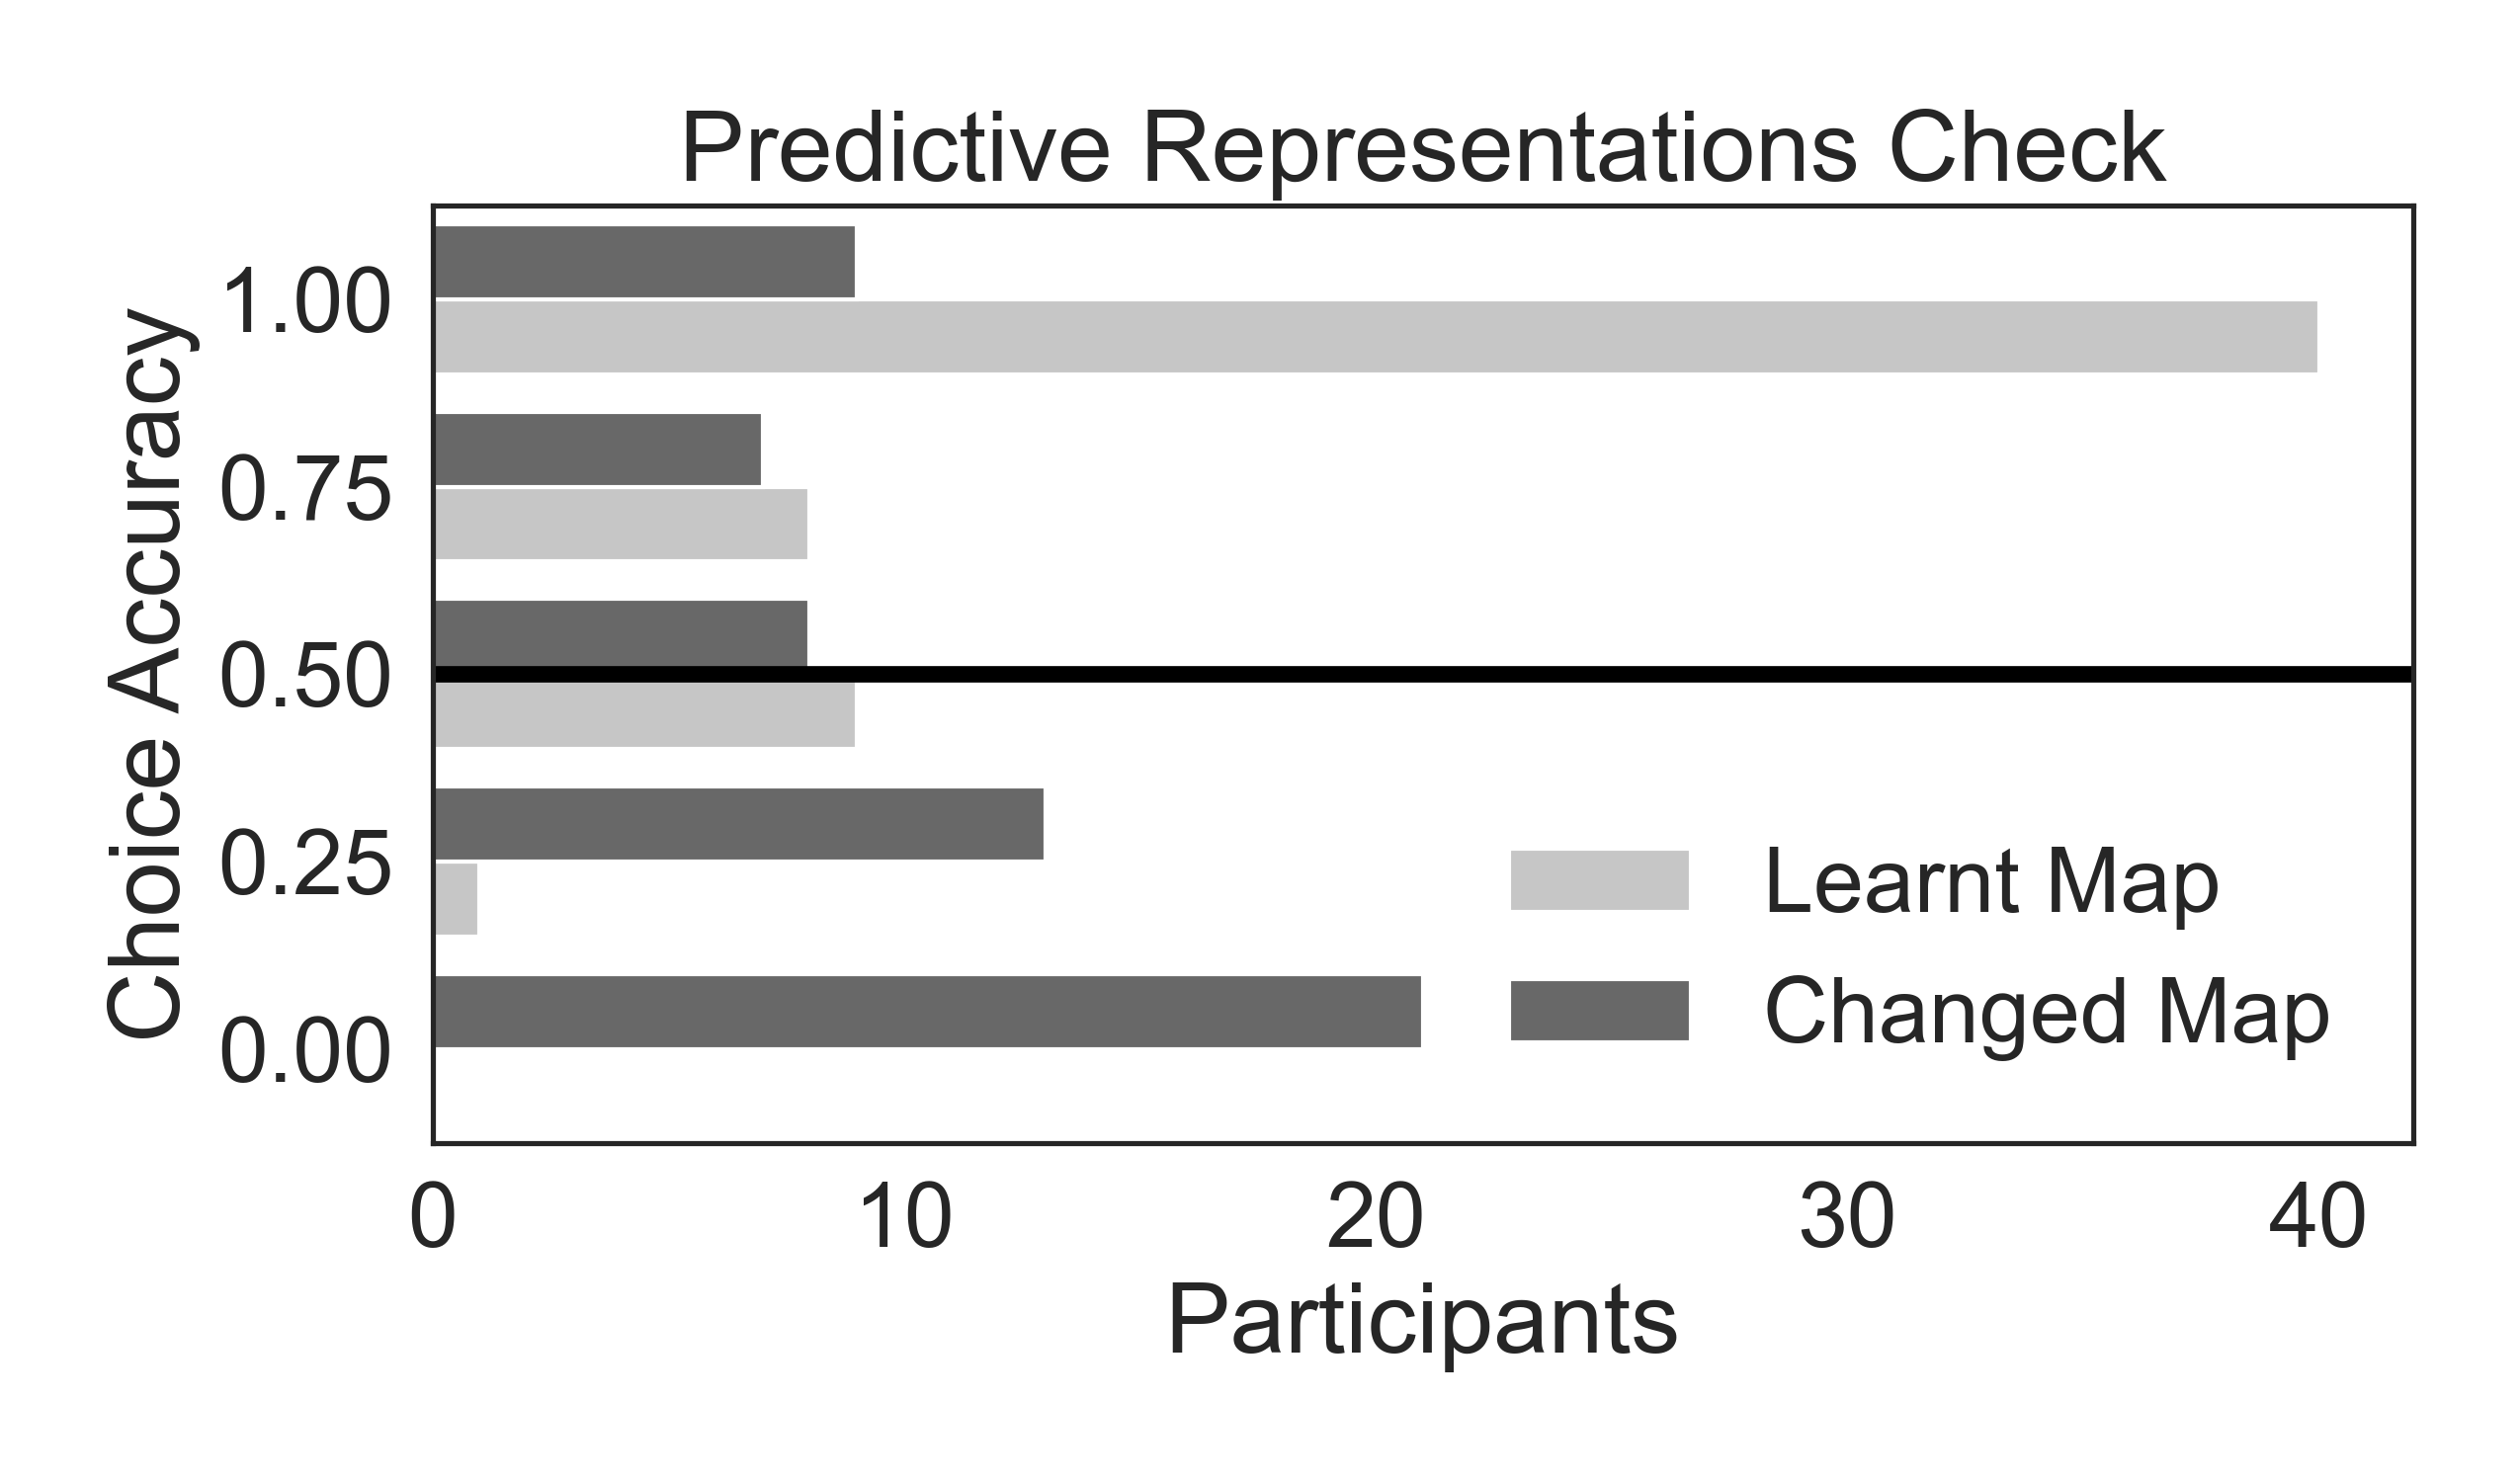 Predictive Representations Check
Choice Accuracy
1.00
0.75
0.50
0.25
0.00
Learnt Map
Changed Map
0 10 20 30 40
Participants